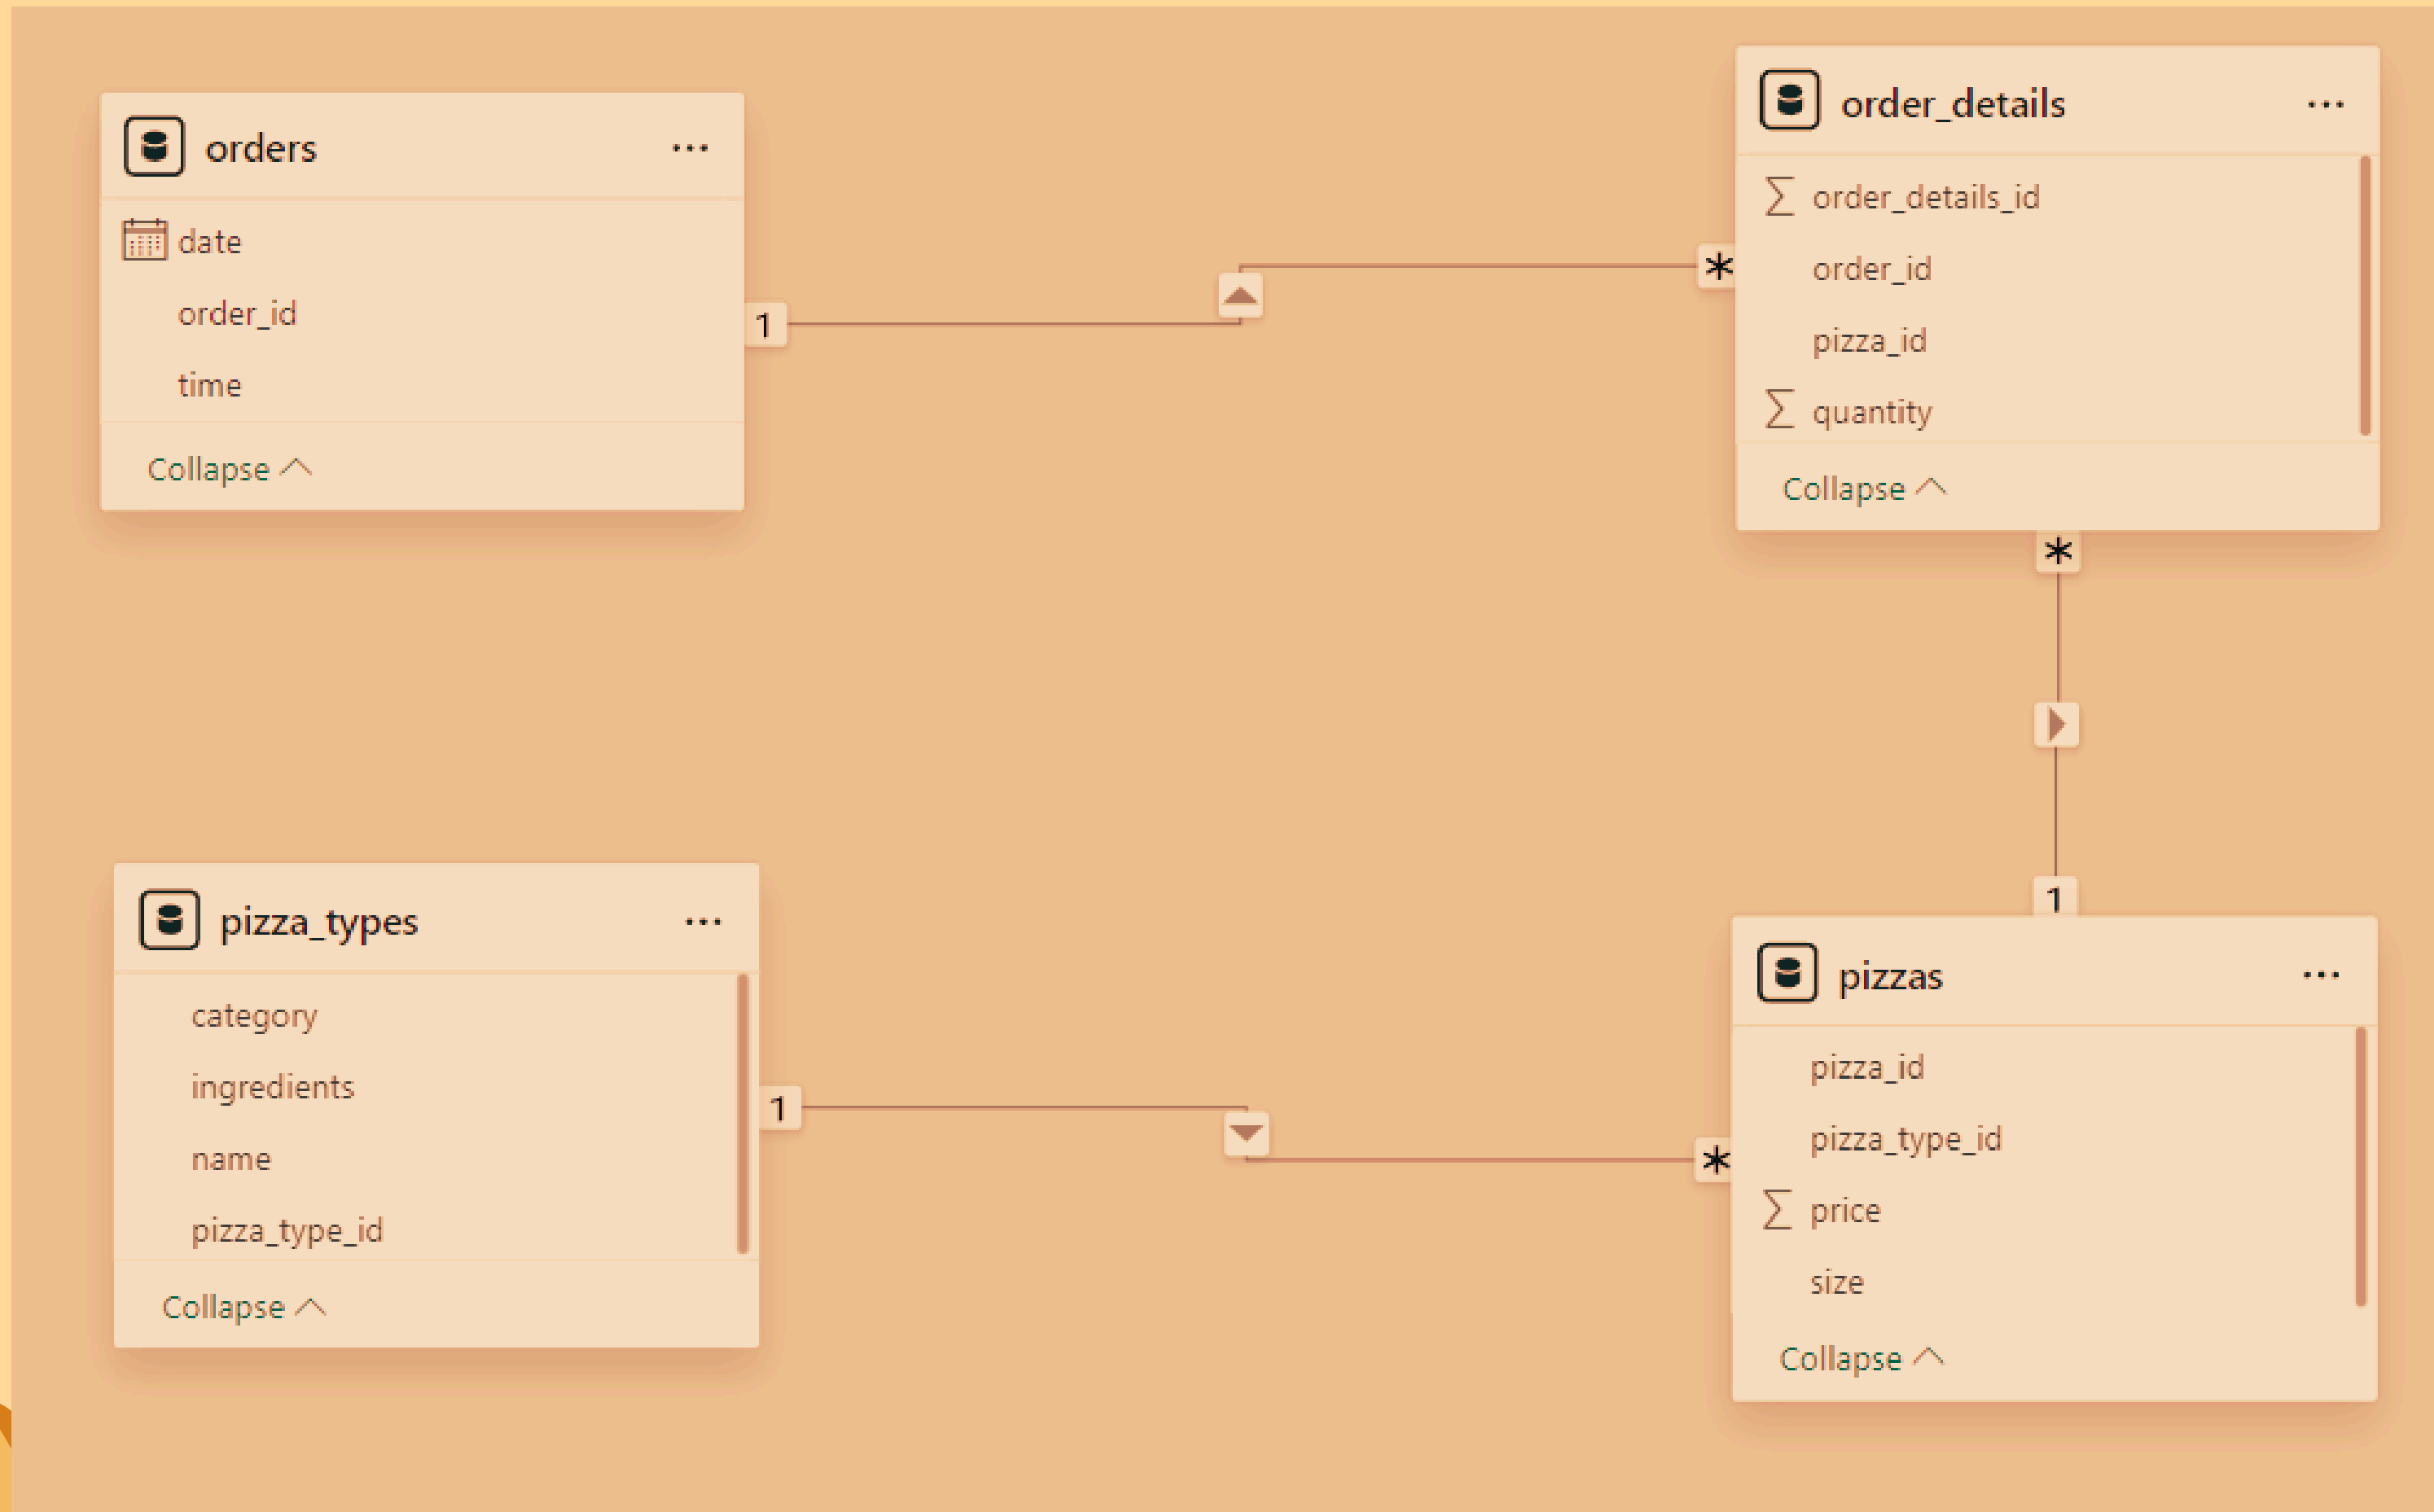 orders
...
date
order_id
time
Collapse
1
*
order_details
...
order_details_id
order_id
pizza_id
quantity
Collapse
*
1
pizza_types
...
category
ingredients
name
pizza_type_id
Collapse
1
*
pizzas
...
pizza_id
pizza_type_id
price
size
Collapse